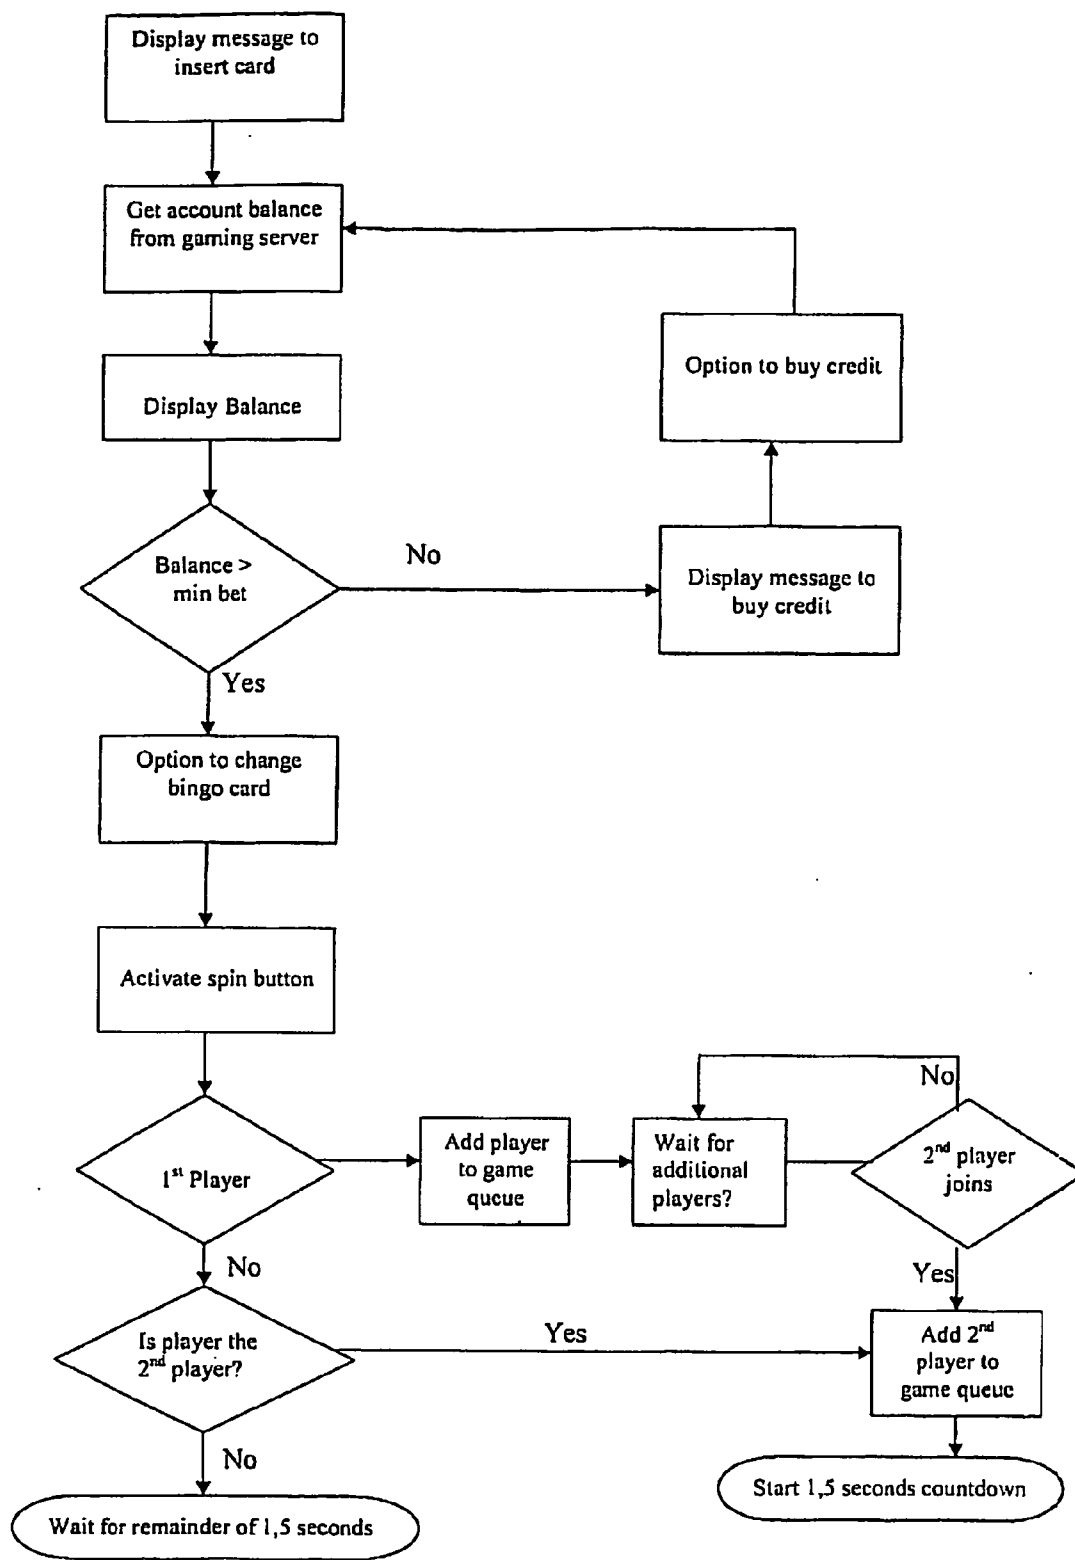 Display message to
insert card
Get account balance
from gaming server
Display Balance
Option to buy credit
Balance >
min bet
No
Display message to
buy credit
Yes
Option to change
bingo card
Activate spin button
1st Player
Add player
to game
queue
Wait for
additional
players?
No
2nd player
joins
No
Yes
Is player the
2nd player?
Yes
Add 2nd
player to
game queue
No
Start 1,5 seconds countdown
Wait for remainder of 1,5 seconds